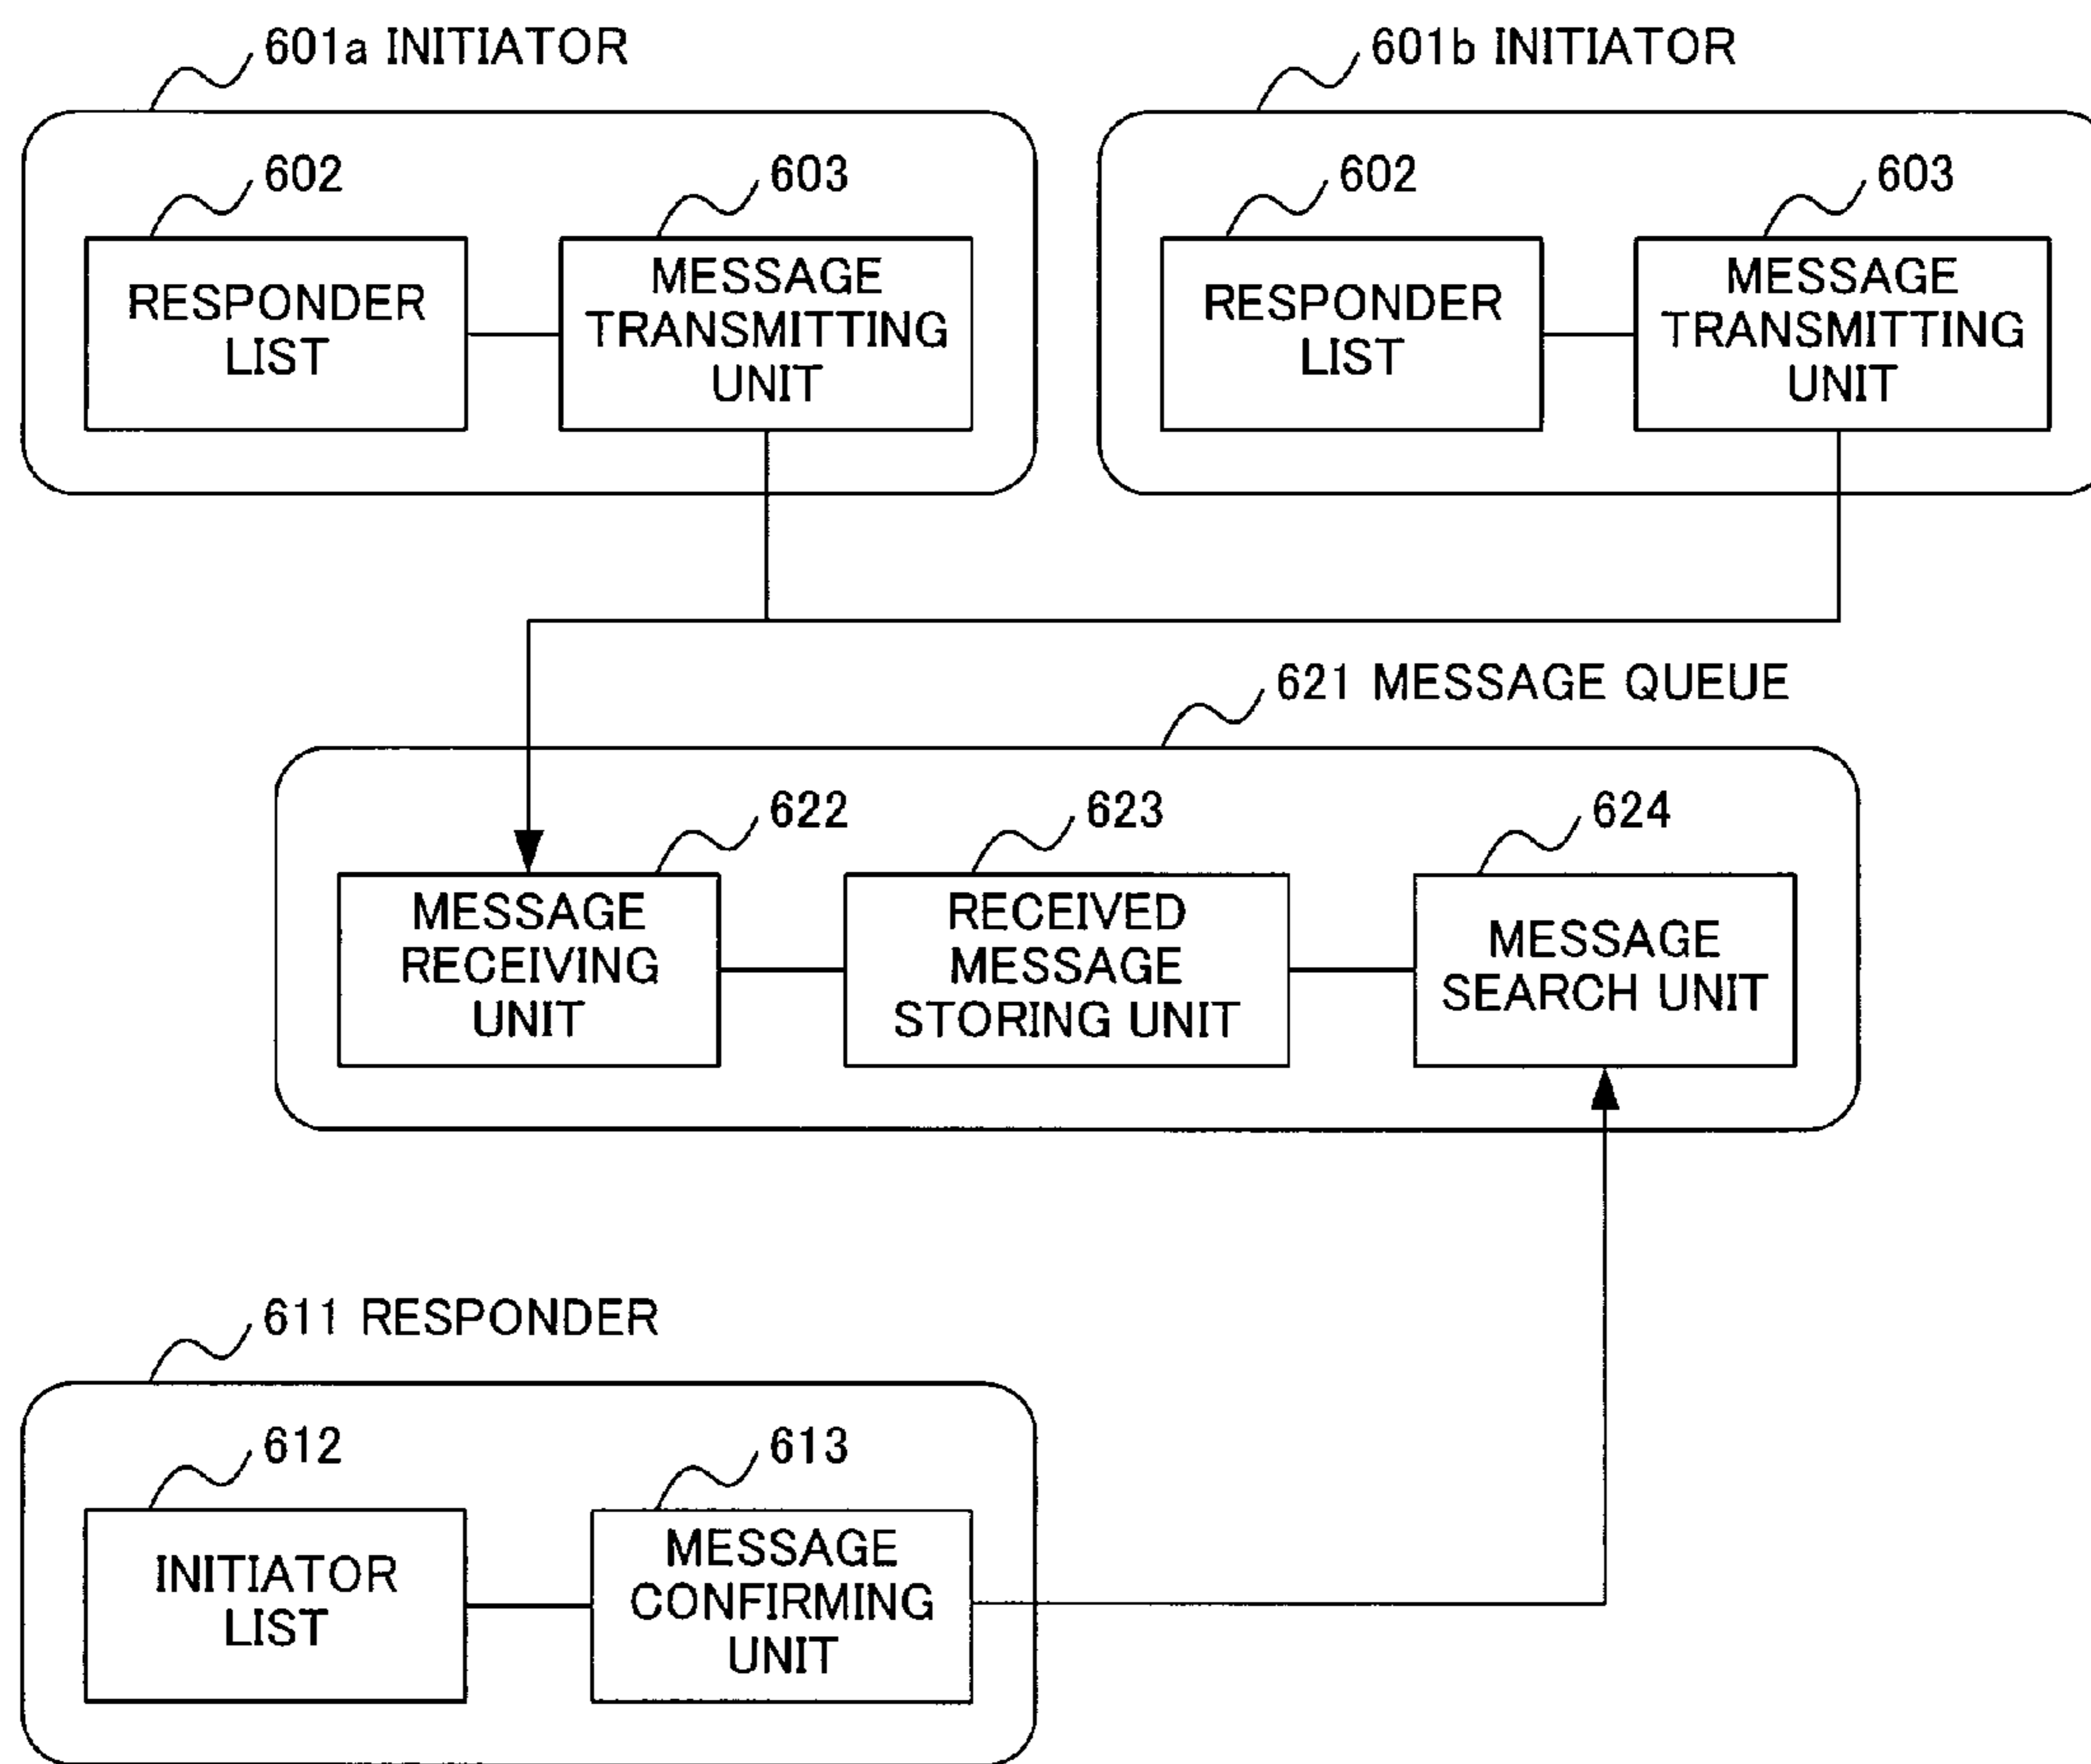 601a INITIATOR
601b INITIATOR
602
603
602
603
RESPONDER
LIST
MESSAGE
TRANSMITTING
UNIT
RESPONDER
LIST
MESSAGE
TRANSMITTING
UNIT
621 MESSAGE QUEUE
622
623
624
MESSAGE
RECEIVING
UNIT
RECEIVED
MESSAGE
STORING UNIT
MESSAGE
SEARCH UNIT
611 RESPONDER
612
613
INITIATOR
LIST
MESSAGE
CONFIRMING
UNIT